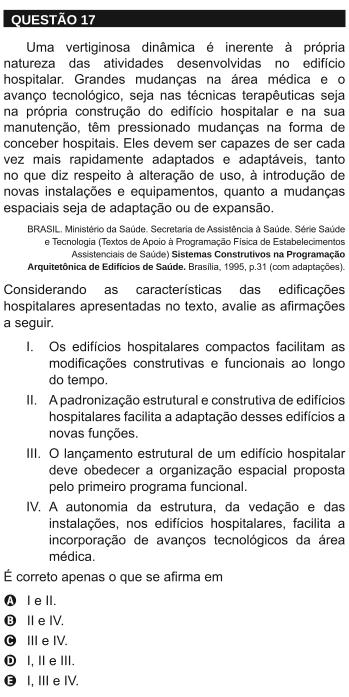 QUESTÃO 17
Uma vertiginosa dinâmica é inerente à própria
natureza das atividades desenvolvidas no edifício
hospitalar. Grandes mudanças na área médica e o
avanço tecnológico, seja nas técnicas terapêuticas seja
na própria construção do edifício hospitalar e na sua
manutenção, têm pressionado mudanças na forma de
conceber hospitais. Eles devem ser capazes de ser cada
vez mais rapidamente adaptados e adaptáveis, tanto
no que diz respeito à alteração de uso, à introdução de
novas instalações e equipamentos, quanto a mudanças
espaciais seja de adaptação ou de expansão.
BRASIL. Ministério da Saúde. Secretaria de Assistência à Saúde. Série Saúde
e Tecnologia (Textos de Apoio à Programação Física de Estabelecimentos
Assistenciais de Saúde) Sistemas Construtivos na Programação
Arquitetônica de Edifícios de Saúde. Brasília, 1995, p.31 (com adaptações).
Considerando as características das edificações
hospitalares apresentadas no texto, avalie as afirmações
a seguir.
I. Os edifícios hospitalares compactos facilitam as
modificações construtivas e funcionais ao longo
do tempo.
II. A padronização estrutural e construtiva de edifícios
hospitalares facilita a adaptação desses edifícios a
novas funções.
III. O lançamento estrutural de um edifício hospitalar
deve obedecer a organização espacial proposta
pelo primeiro programa funcional.
IV. A autonomia da estrutura, da vedação e das
instalações, nos edifícios hospitalares, facilita a
incorporação de avanços tecnológicos da área
médica.
É correto apenas o que se afirma em
A I e II.
B II e IV.
C III e IV.
D I, II e III.
E I, III e IV.